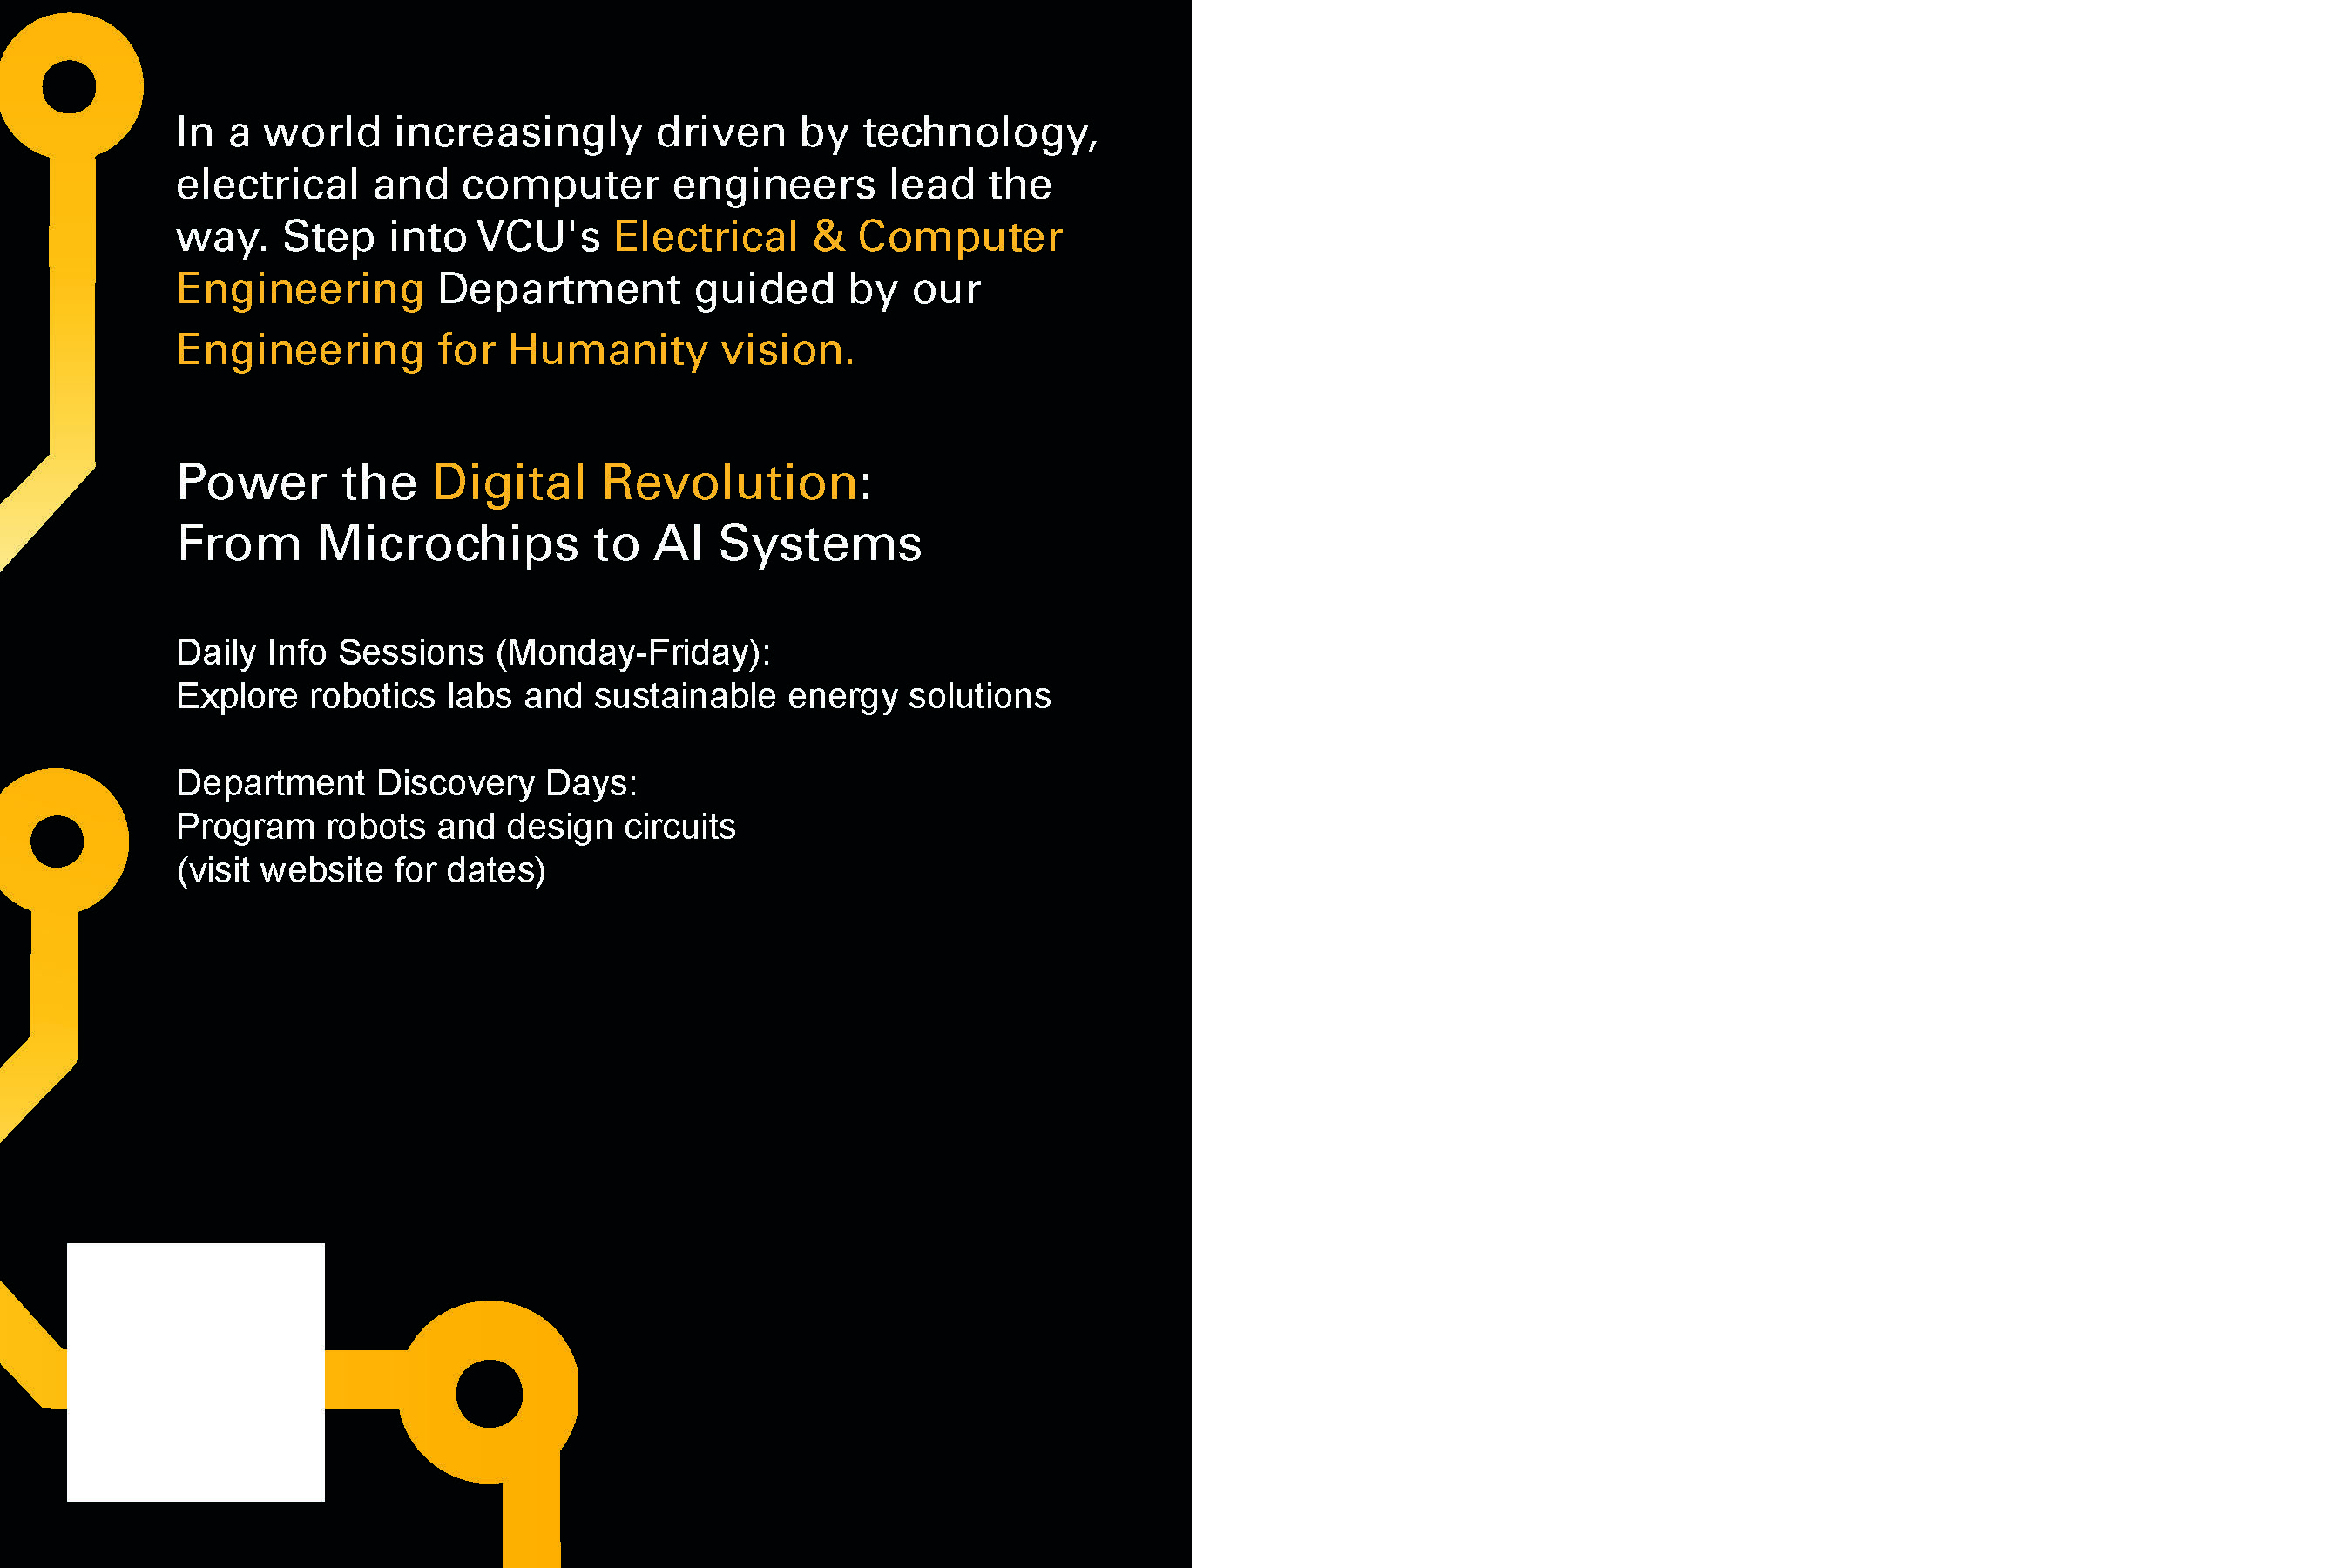 In a world increasingly driven by technology,
electrical and computer engineers lead the
way. Step into VCU's Electrical & Computer
Engineering Department guided by our
Engineering for Humanity vision.
Power the Digital Revolution:
From Microchips to AI Systems
Daily Info Sessions (Monday-Friday):
Explore robotics labs and sustainable energy solutions
Department Discovery Days:
Program robots and design circuits
(visit website for dates)